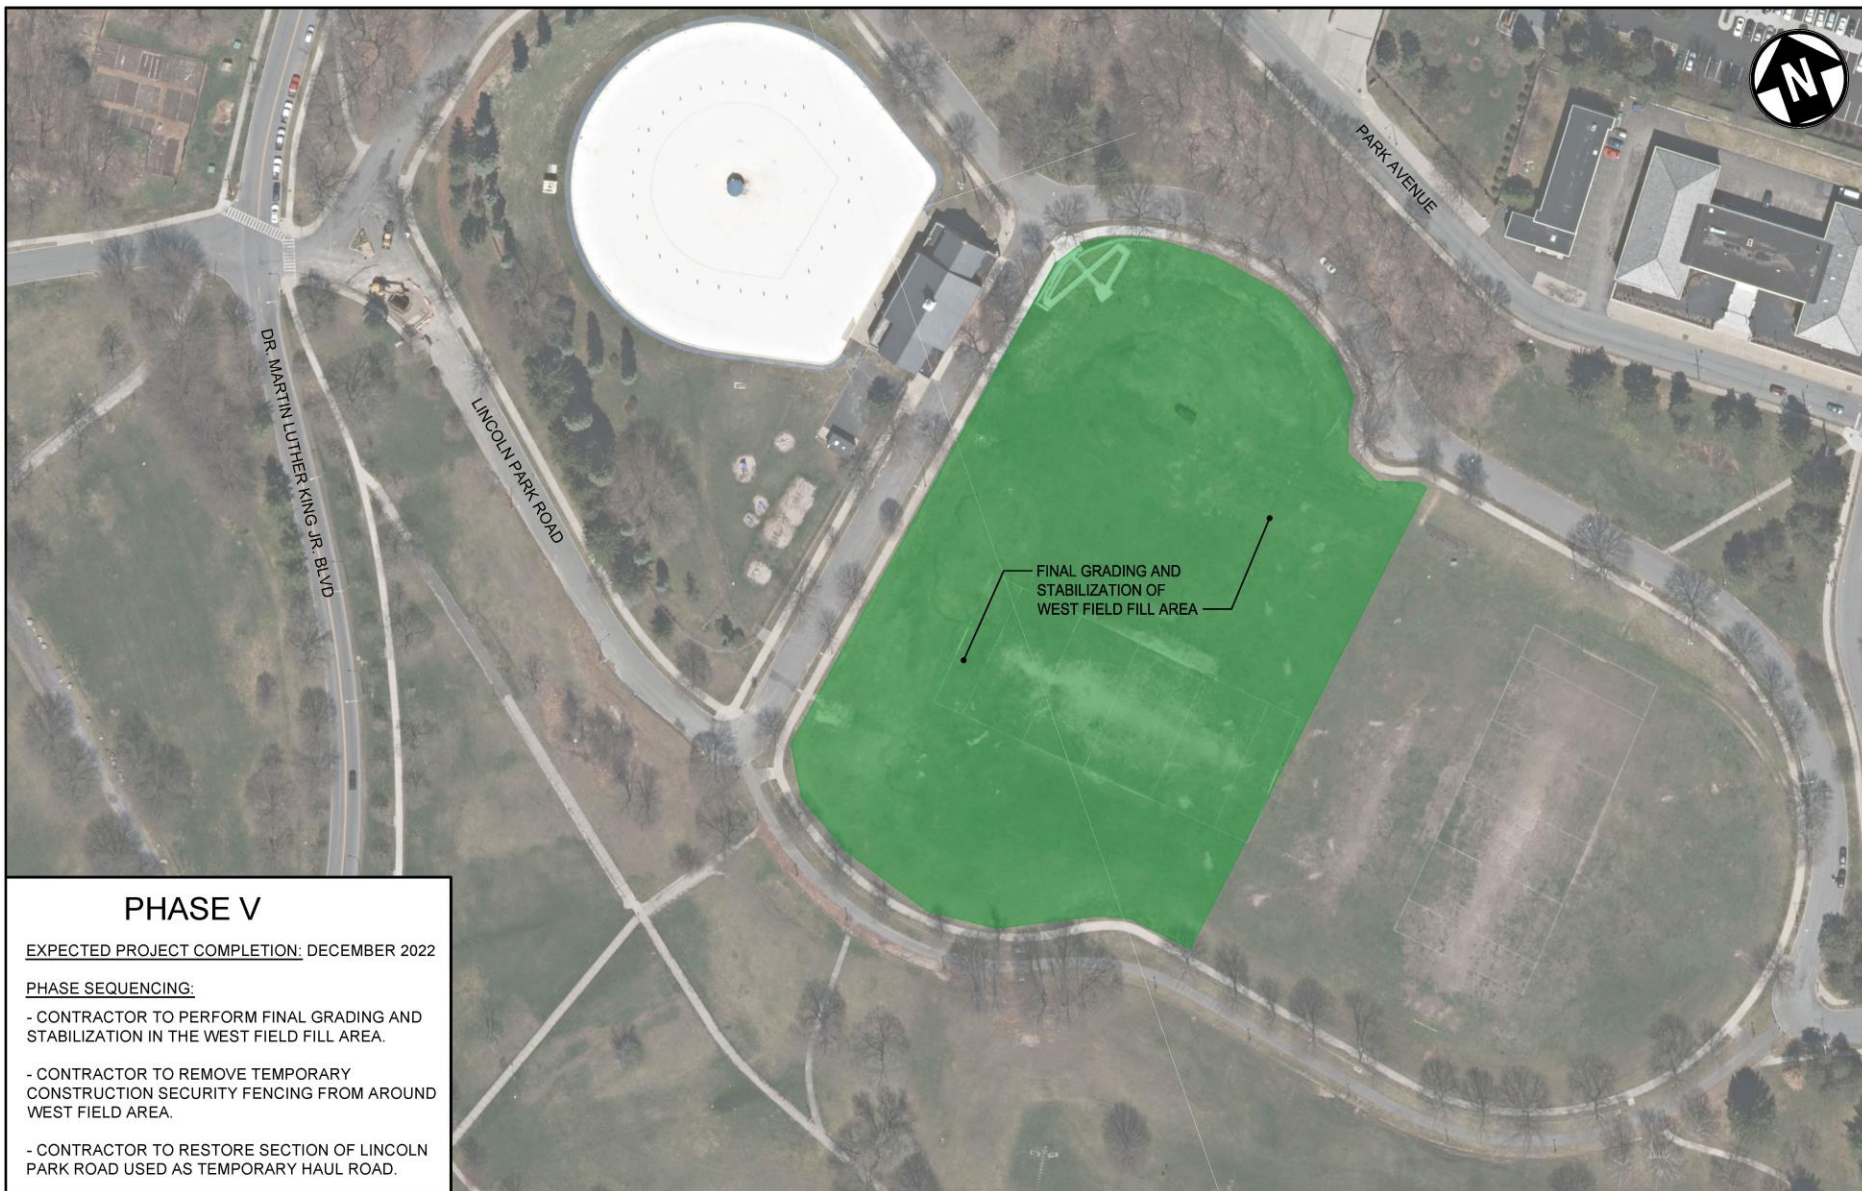 N
PARK AVENUE
DR. MARTIN LUTHER KING JR. BLVD
LINCOLN PARK ROAD
FINAL GRADING AND
STABILIZATION OF
WEST FIELD FILL AREA
PHASE V
EXPECTED PROJECT COMPLETION: DECEMBER 2022
PHASE SEQUENCING:
- CONTRACTOR TO PERFORM FINAL GRADING AND
STABILIZATION IN THE WEST FIELD FILL AREA.
- CONTRACTOR TO REMOVE TEMPORARY
CONSTRUCTION SECURITY FENCING FROM AROUND
WEST FIELD AREA.
- CONTRACTOR TO RESTORE SECTION OF LINCOLN
PARK ROAD USED AS TEMPORARY HAUL ROAD.